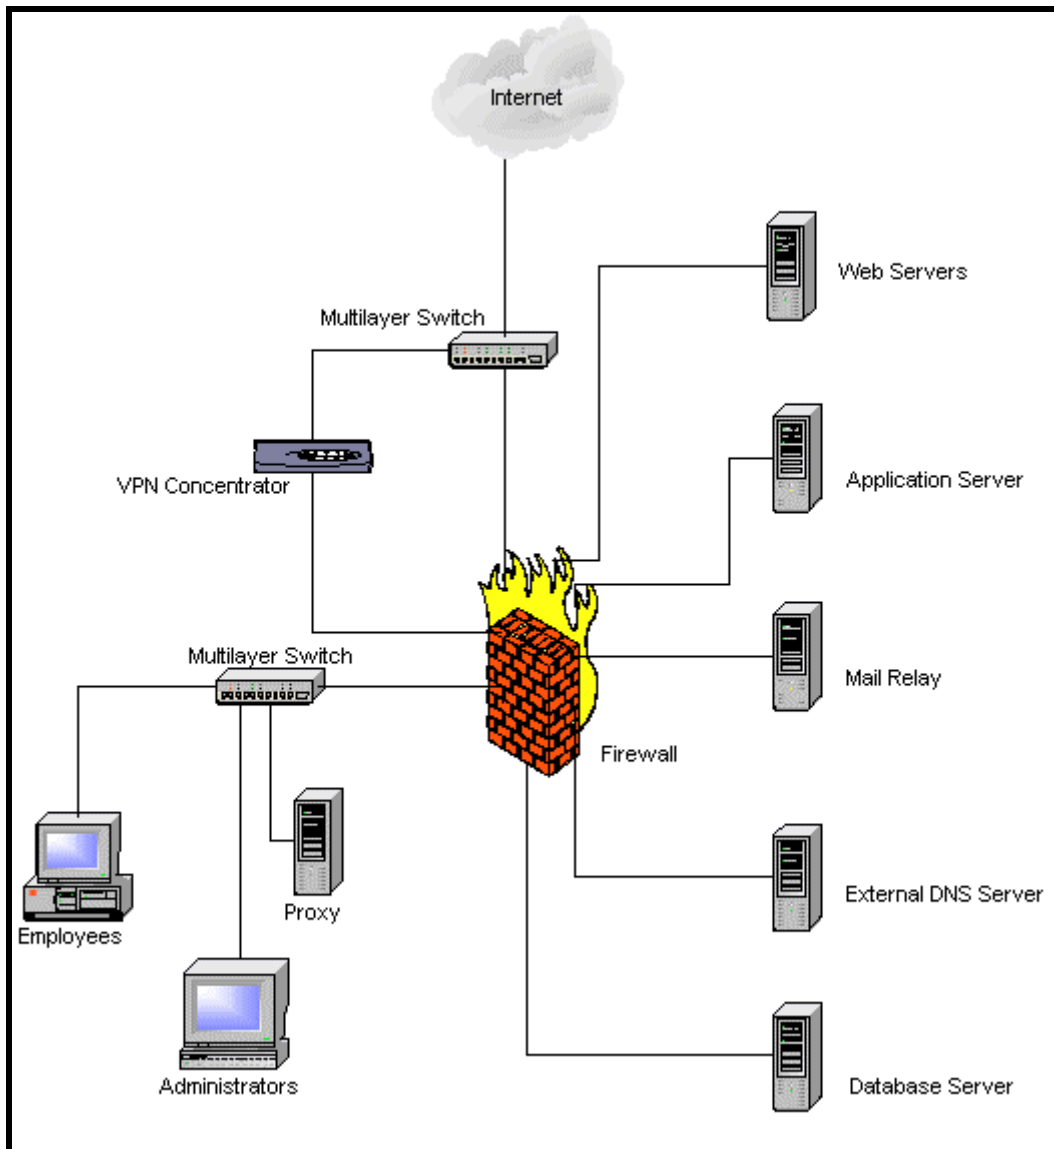 Internet
Web Servers
Multilayer Switch
Application Server
VPN Concentrator
Multilayer Switch
Mail Relay
Firewall
External DNS Server
Proxy
Employees
Administrators
Database Server